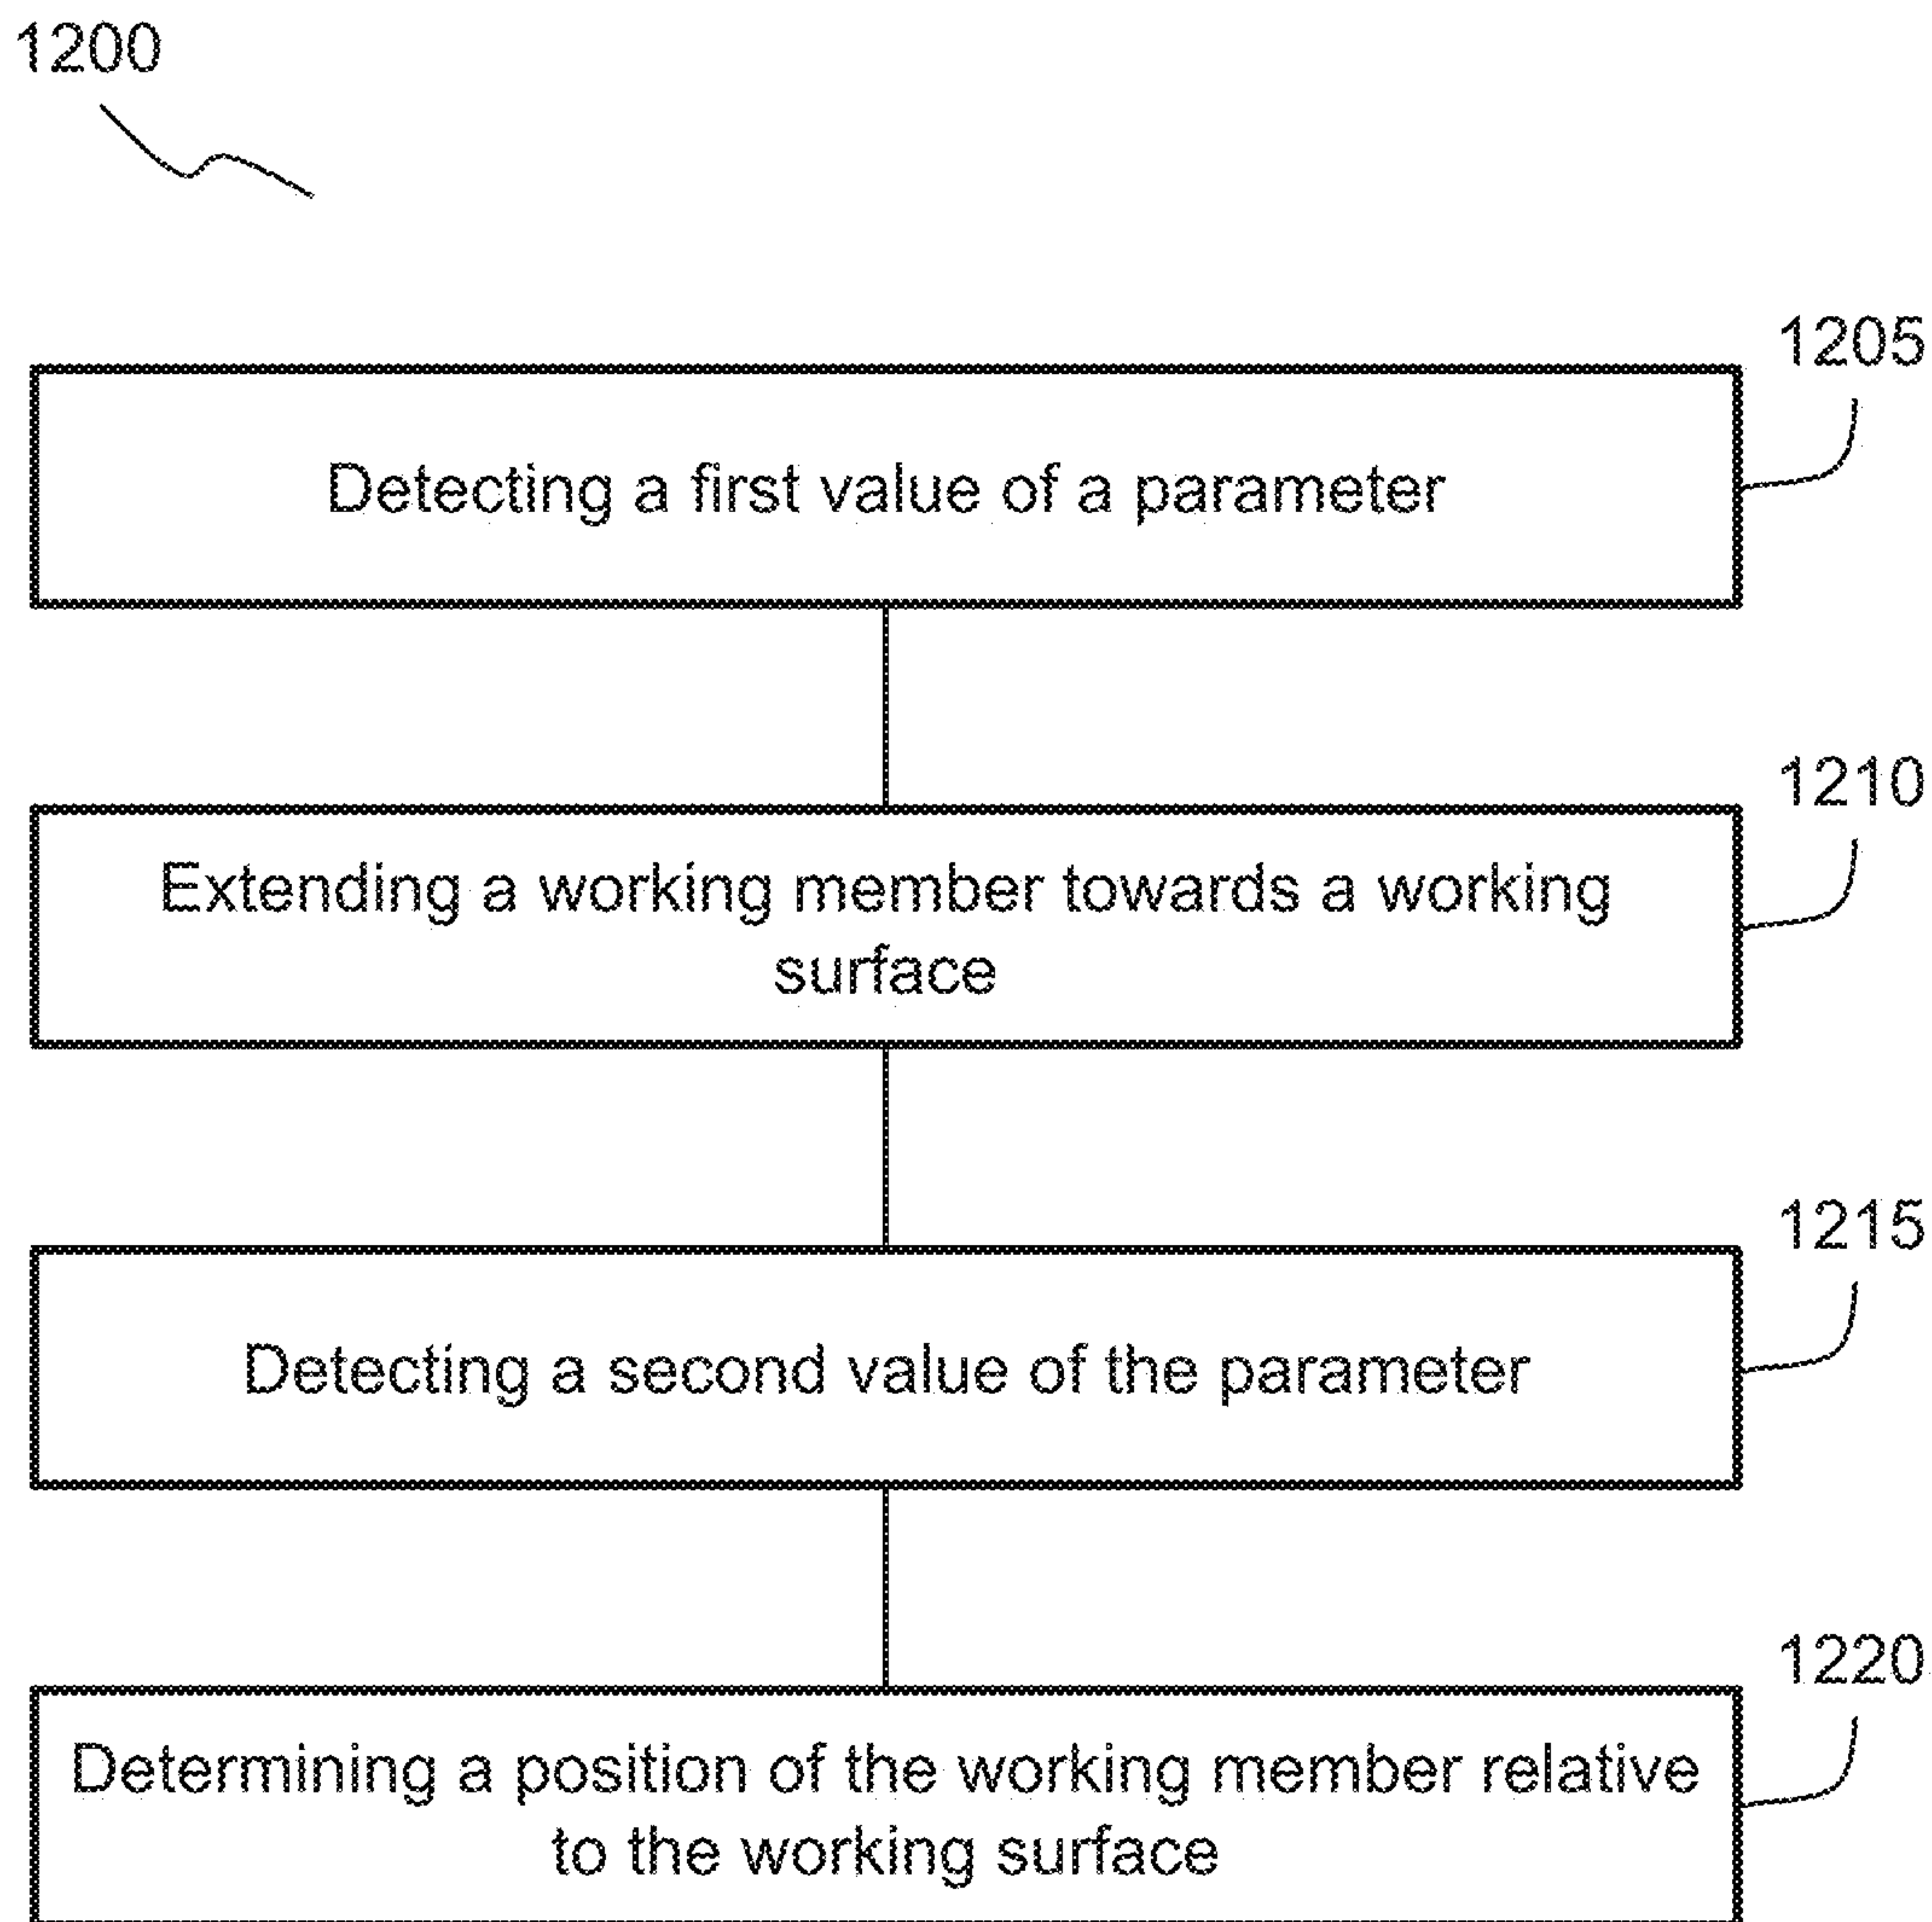 1200
1205
Detecting a first value of a parameter
1210
Extending a working member towards a working
surface
1215
Detecting a second value of the parameter
1220
Determining a position of the working member relative
to the working surface